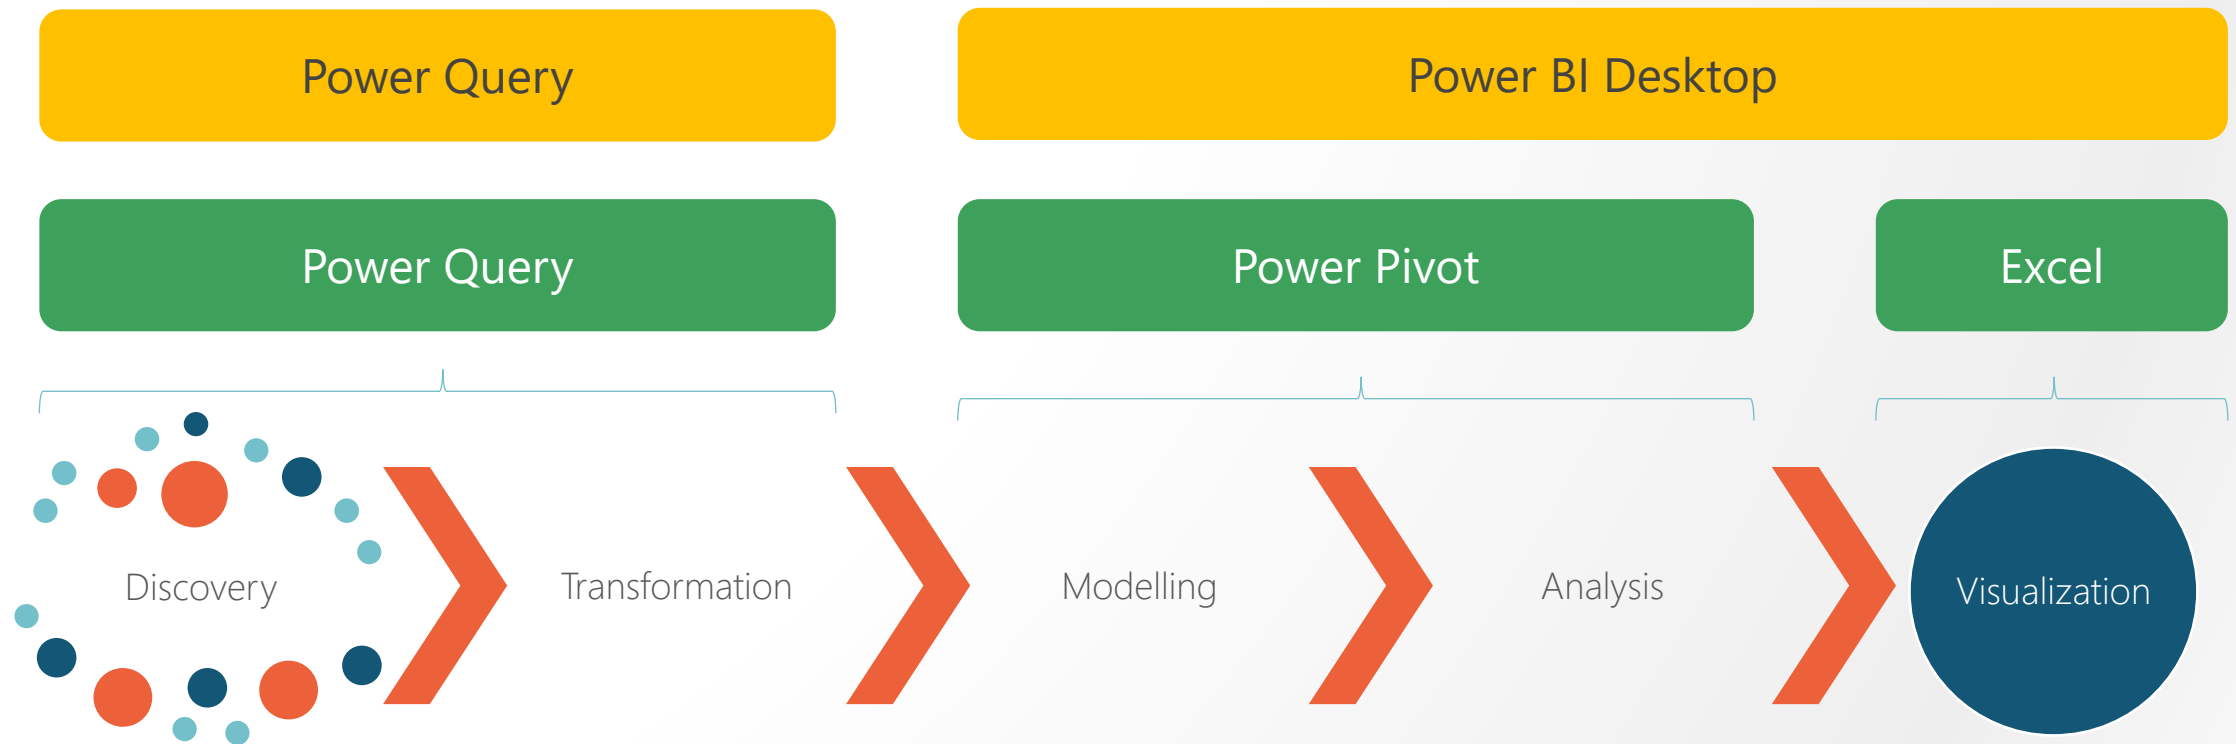 Power Query
Power BI Desktop
Power Query
Power Pivot
Excel
Discovery
Transformation
Modelling
Analysis
Visualization